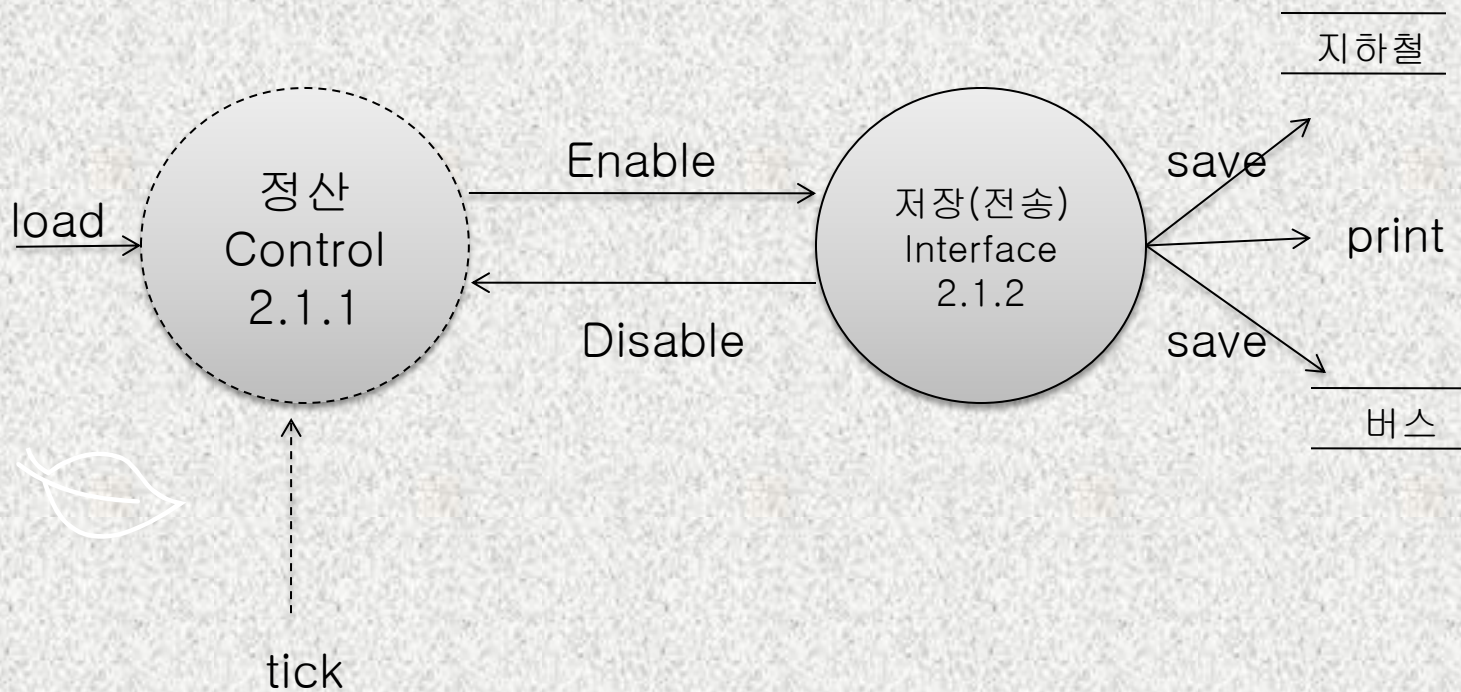 지하철
load
정산
Control
2.1.1
Enable
Disable
저장(전송)
Interface
2.1.2
save
print
save
버스
tick